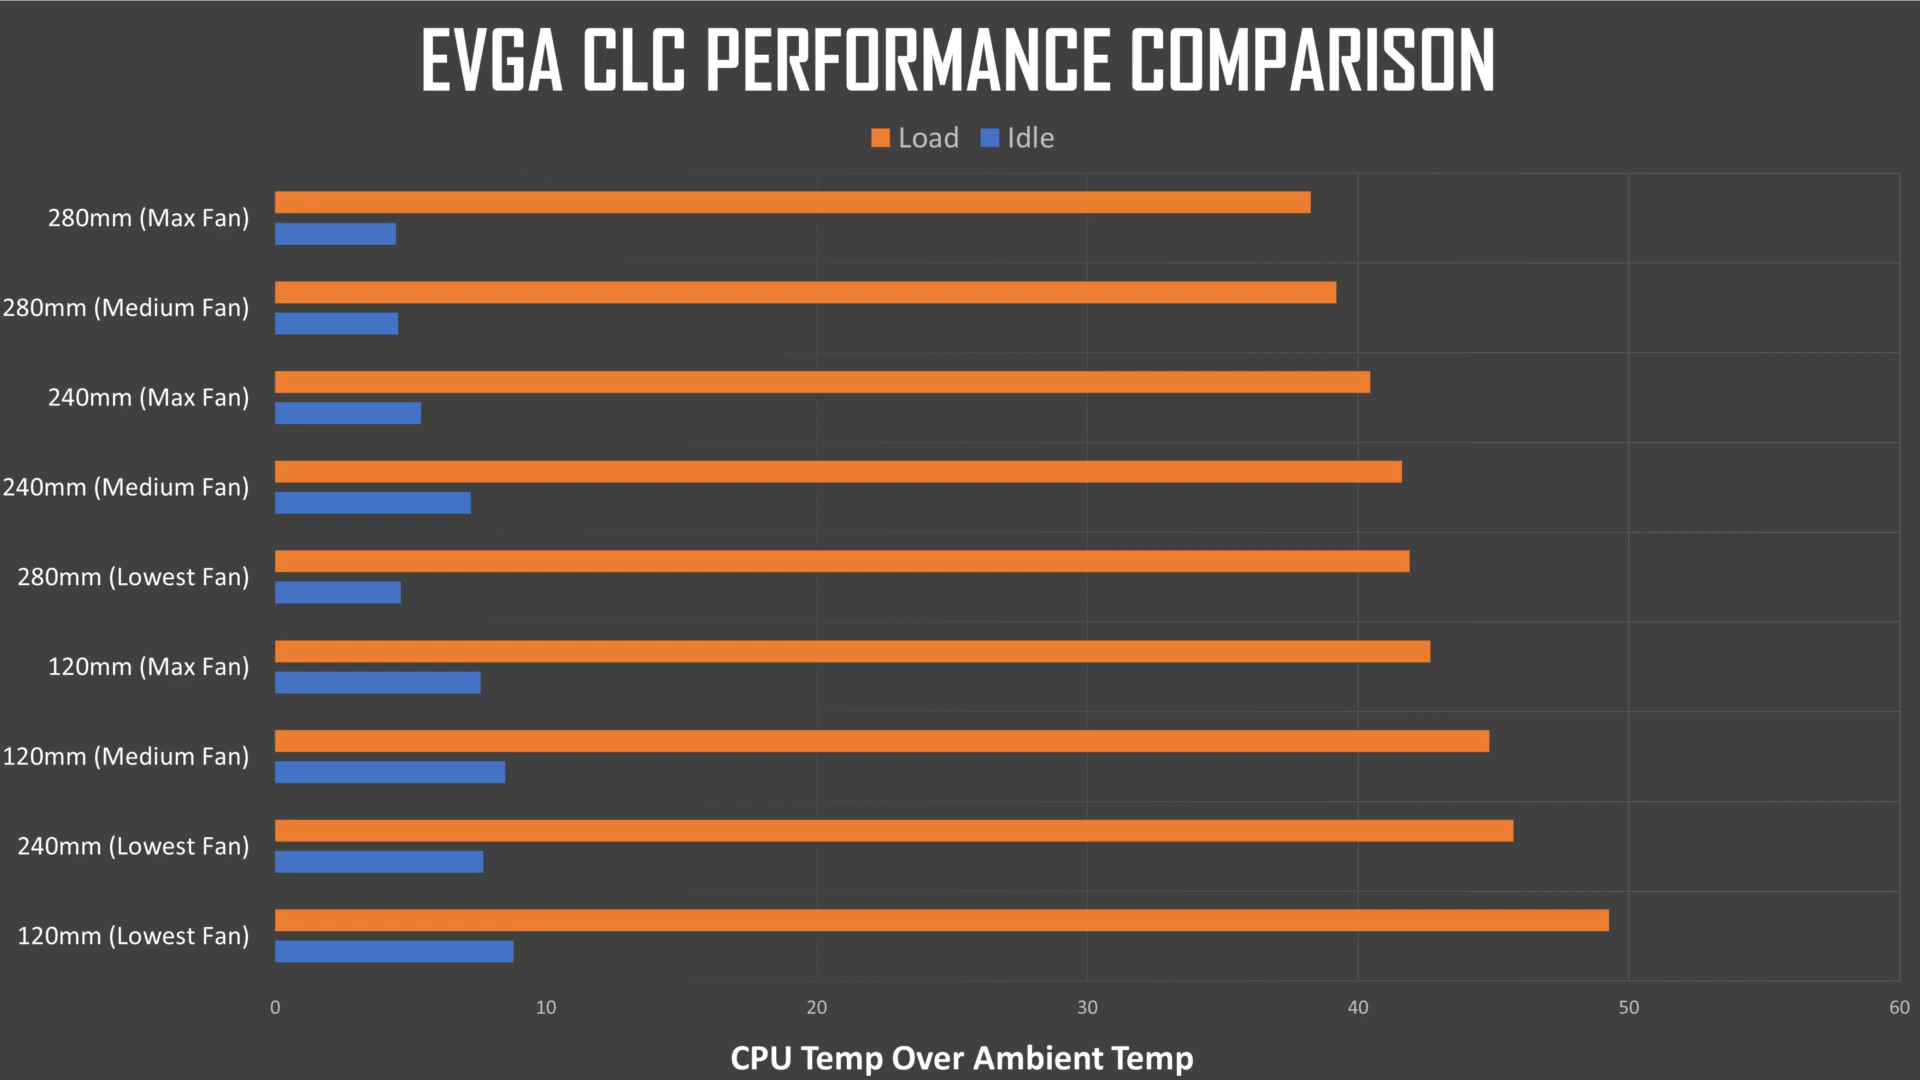 EVGA CLC PERFORMANCE COMPARISON
Load Idle
280mm (Max Fan)
280mm (Medium Fan)
240mm (Max Fan)
240mm (Medium Fan)
280mm (Lowest Fan)
120mm (Max Fan)
120mm (Medium Fan)
240mm (Lowest Fan)
120mm (Lowest Fan)
0 10 20 30 40 50 60
CPU Temp Over Ambient Temp